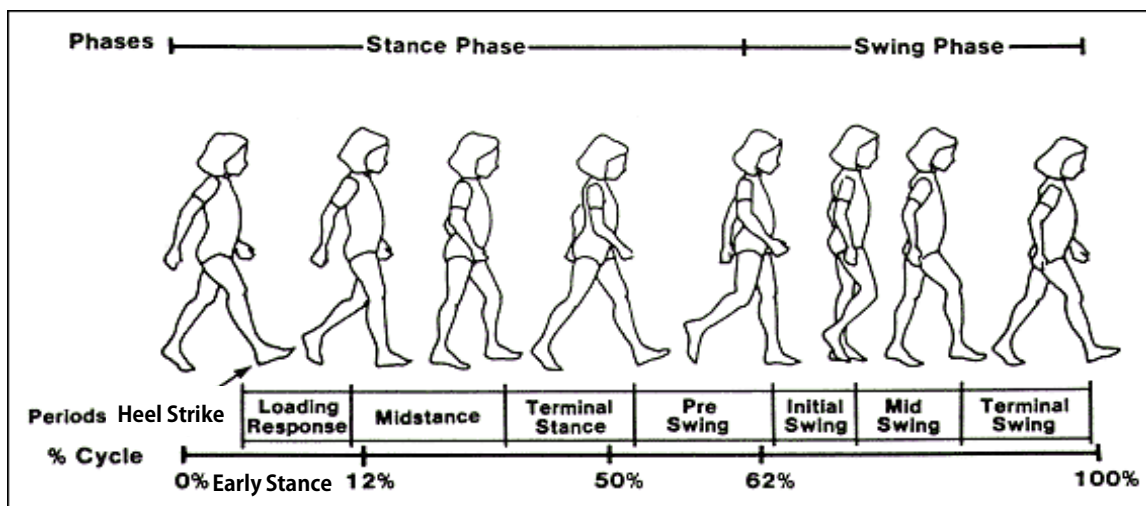 Phases Stance Phase Swing Phase
Periods Heel Strike Loading Response Midstance Terminal Stance Pre Swing Initial Swing Mid Swing Terminal Swing
% Cycle
0% Early Stance 12% 50% 62% 100%